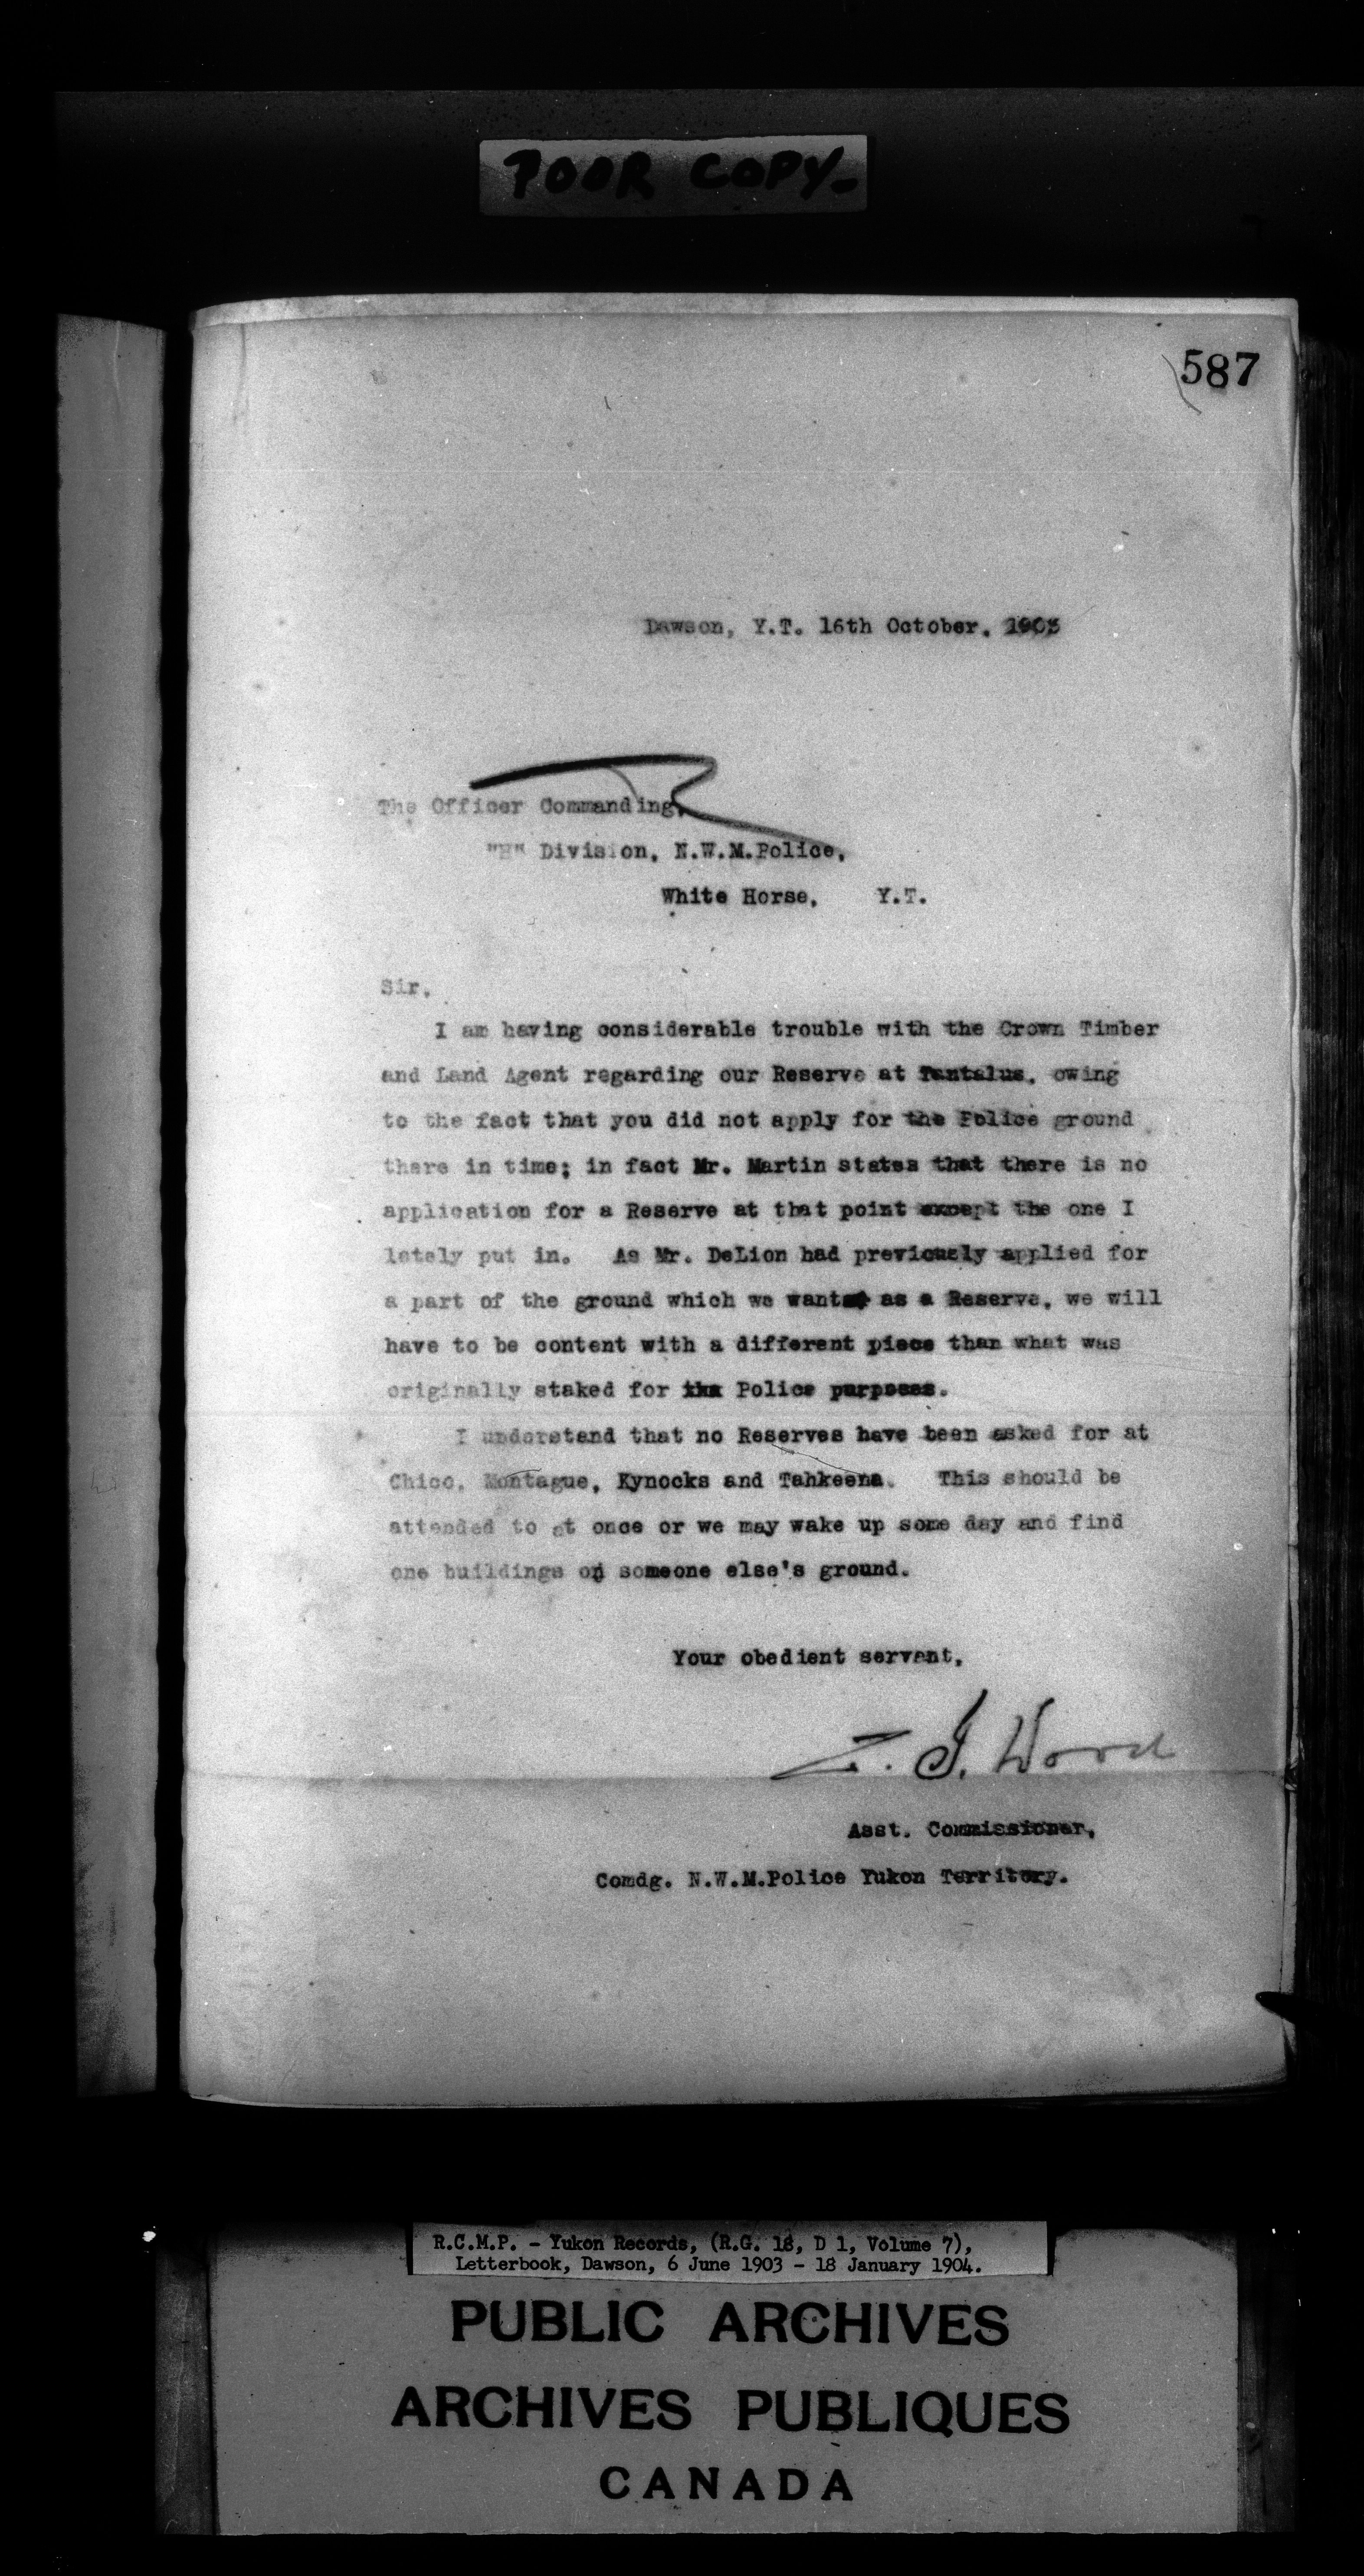 POOR COPY-
587
Dawson, Y.T. 16th October, 1903
The Officer Commanding,
"H" Division, N.W.M.Police,
White Horse, Y.T.
Sir,
I am having considerable trouble with the Crown Timber
and Land Agent regarding our Reserve at Tantalus, owing
to the fact that you did not apply for the Police ground
there in time; in fact Mr. Martin states that there is no
application for a Reserve at that point except the one I
lately put in. As Mr. DeLion had previously applied for
a part of the ground which we wanted as a Reserve, we will
have to be content with a different piece than what was
originally staked for Police purposes.
I understand that no Reserves have been asked for at
Chico, Montague, Kynocks and Tahkeena. This should be
attended to at once or we may wake up some day and find
one buildings on someone else's ground.
Your obedient servant,
Z. T. Wood
Asst. Commissioner,
Comdg. N.W.M.Police Yukon Territory.
R.C.M.P. - Yukon Records, (R.G. 18, D 1, Volume 7),
Letterbook, Dawson, 6 June 1903 - 18 January 1904.
PUBLIC ARCHIVES
ARCHIVES PUBLIQUES
CANADA